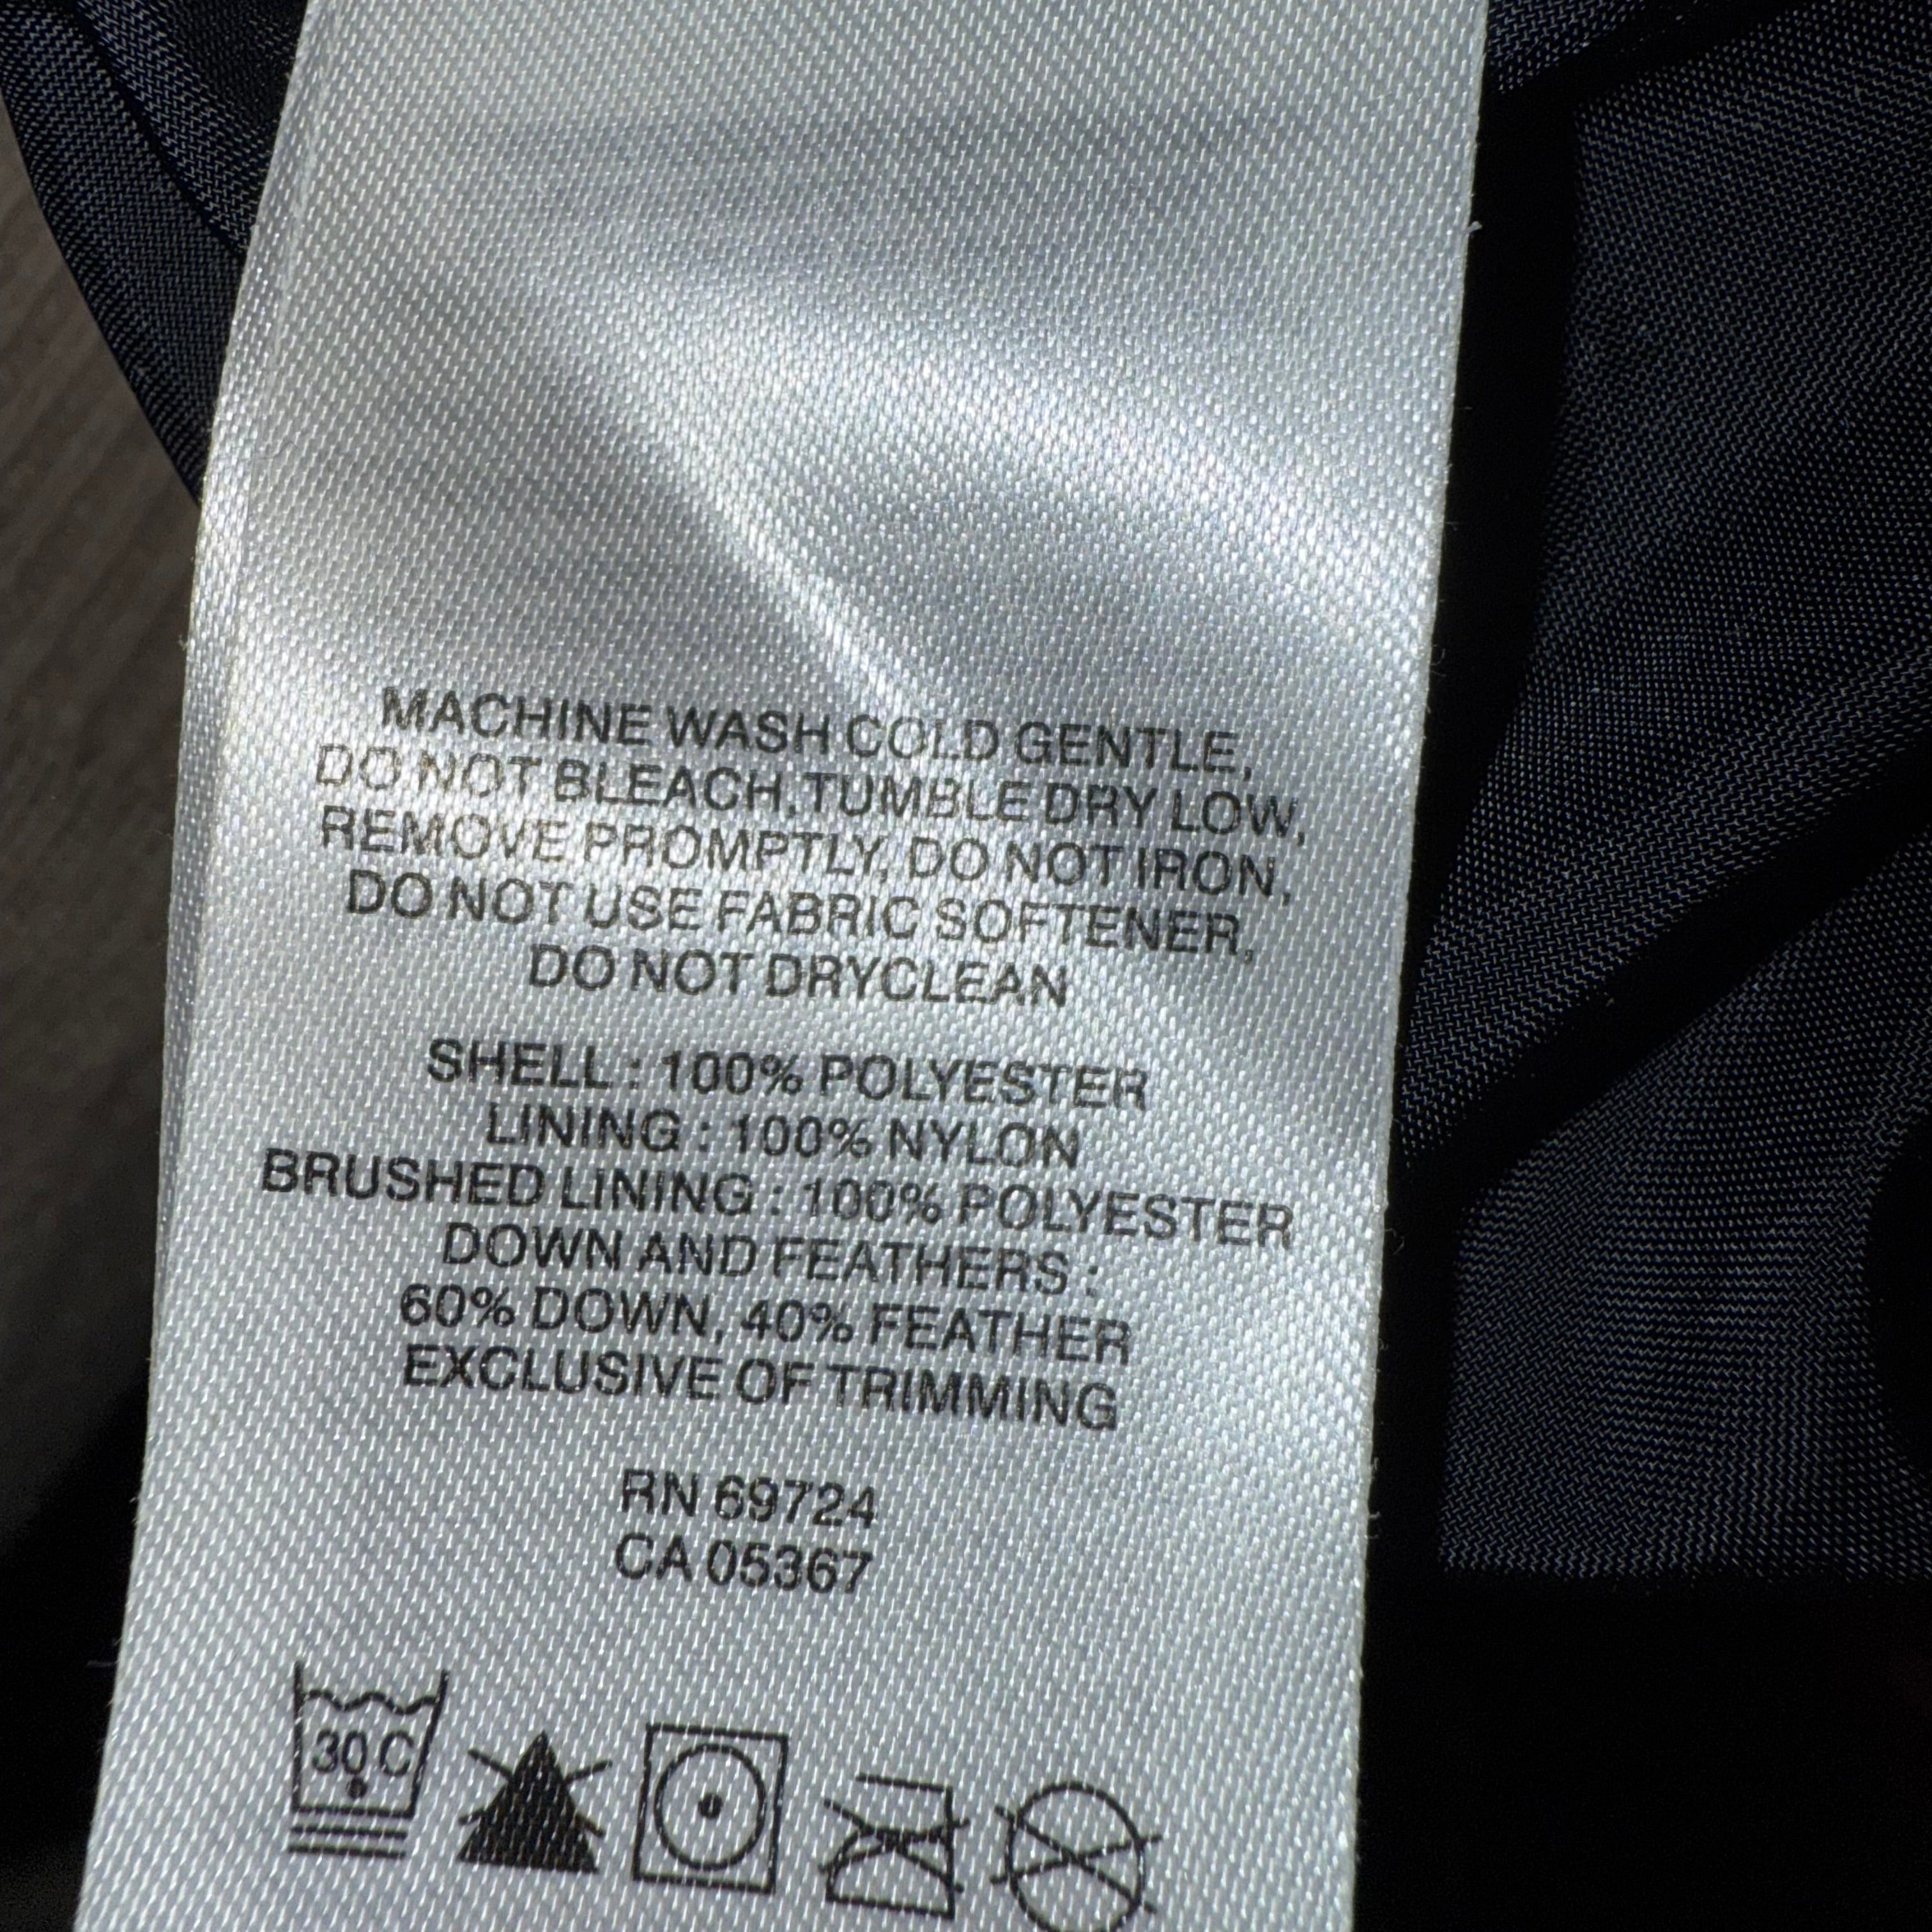 MACHINE WASH COLD GENTLE,
DO NOT BLEACH, TUMBLE DRY LOW,
REMOVE PROMPTLY, DO NOT IRON,
DO NOT USE FABRIC SOFTENER,
DO NOT DRYCLEAN
SHELL : 100% POLYESTER
LINING : 100% NYLON
BRUSHED LINING : 100% POLYESTER
DOWN AND FEATHERS :
60% DOWN, 40% FEATHER
EXCLUSIVE OF TRIMMING
RN 69724
CA 05367
30 C